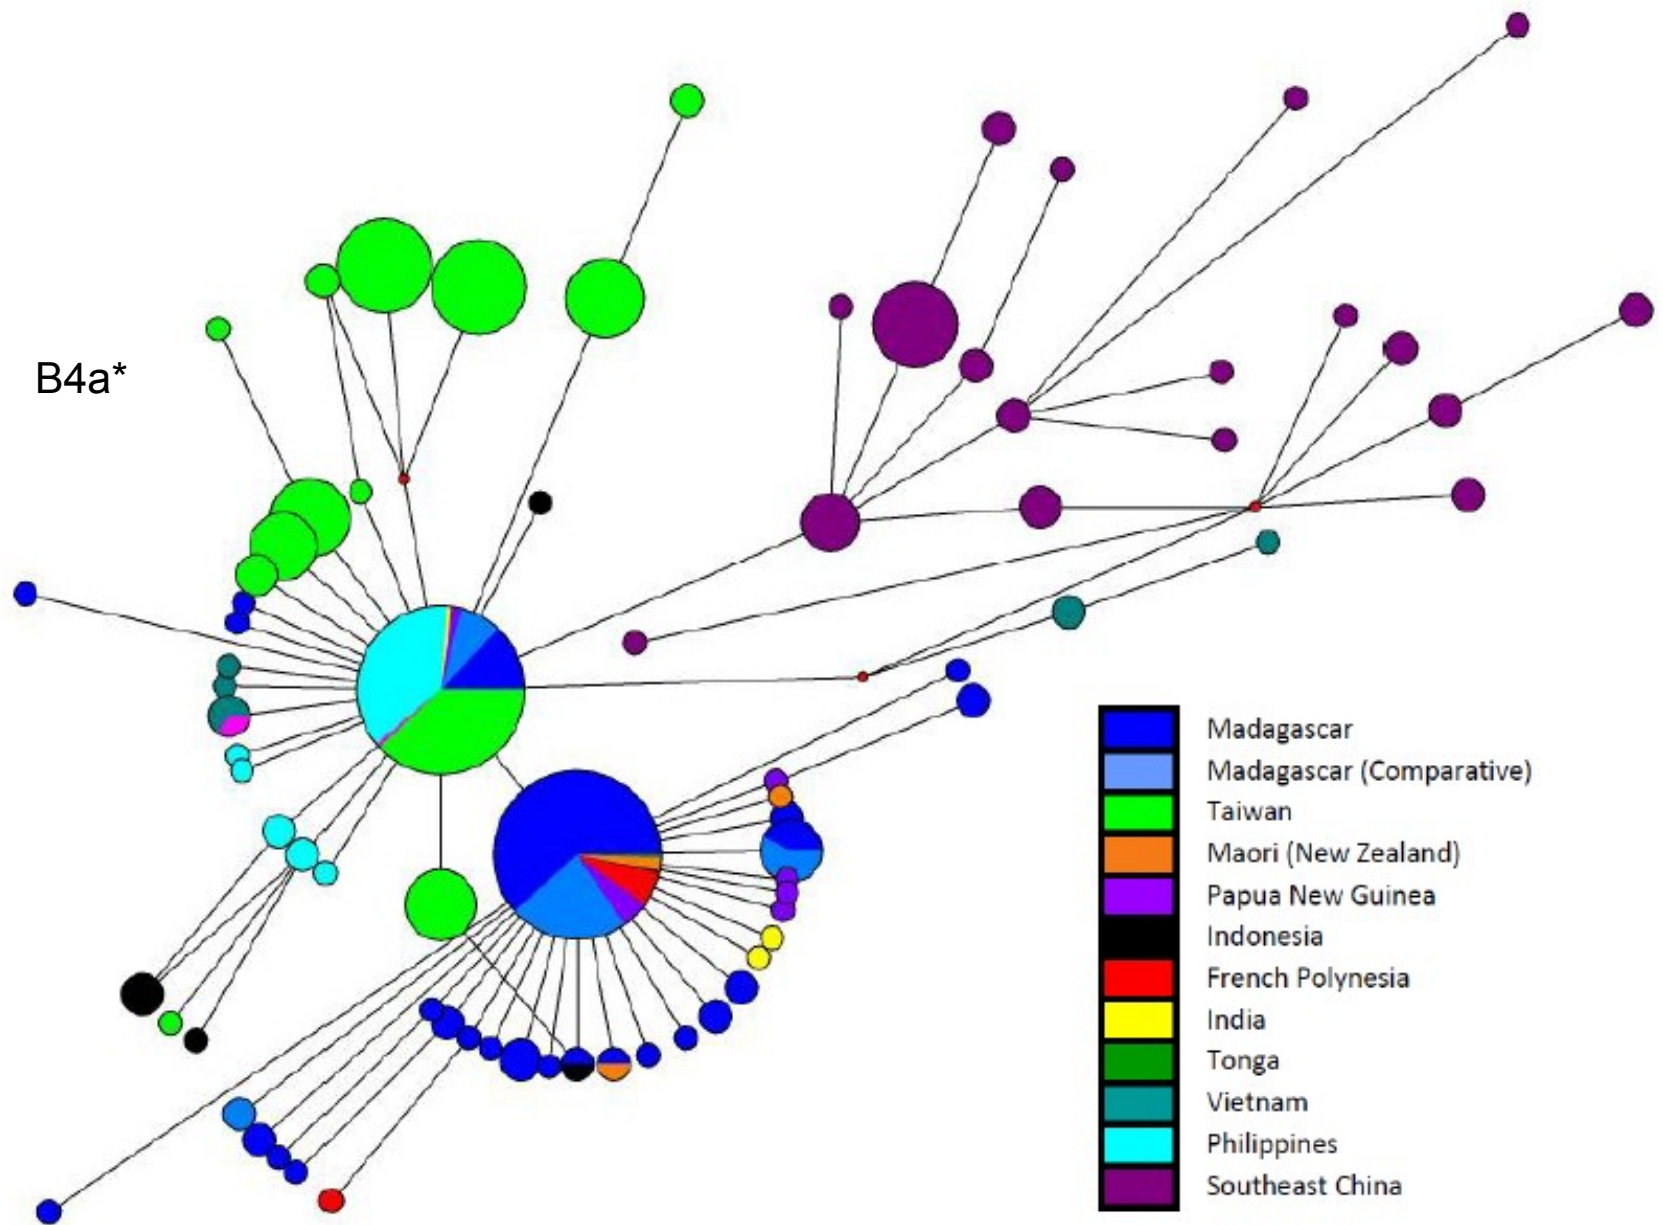 B4a*
Madagascar
Madagascar (Comparative)
Taiwan
Maori (New Zealand)
Papua New Guinea
Indonesia
French Polynesia
India
Tonga
Vietnam
Philippines
Southeast China